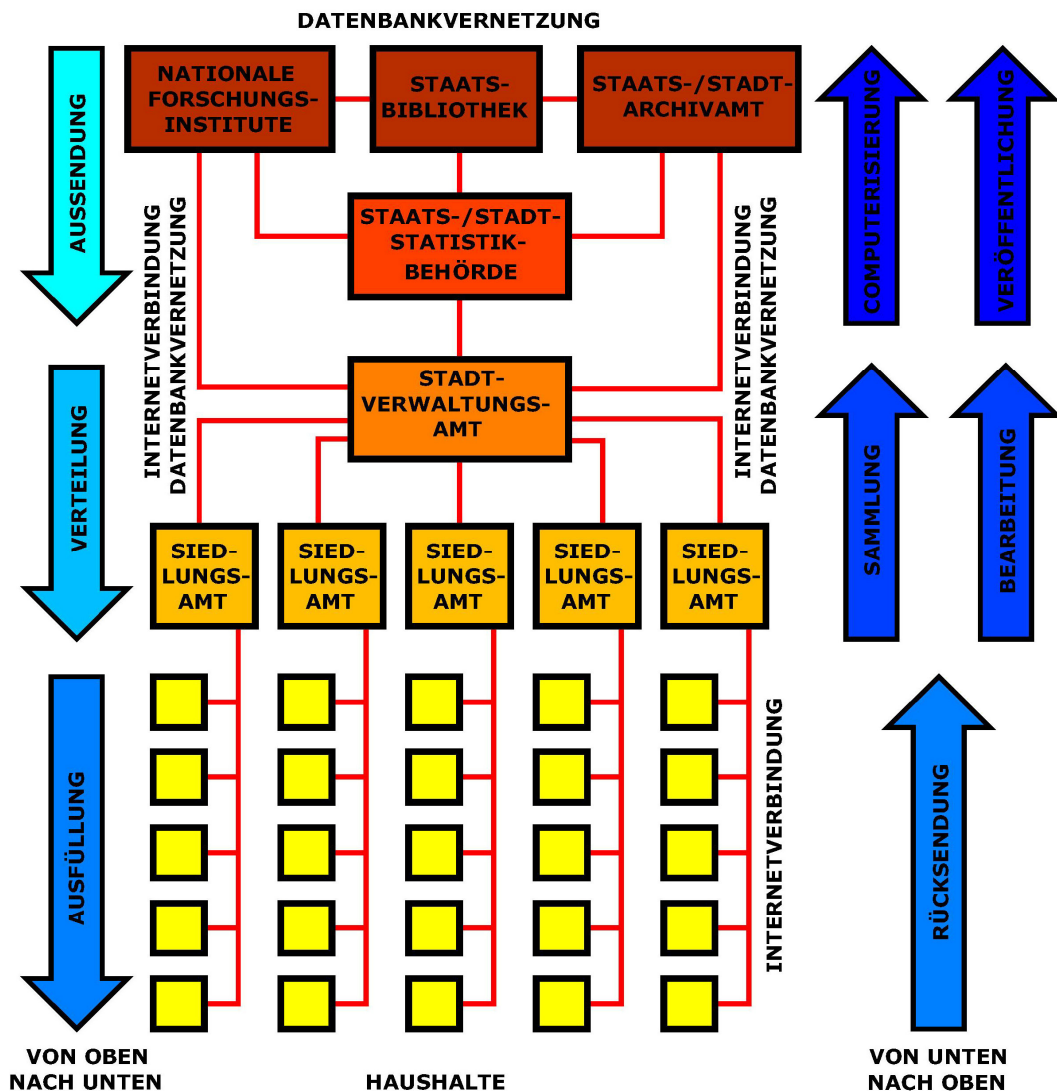 DATENBANKVERNETZUNG
AUSSENDUNG
NATIONALE
FORSCHUNGS-
INSTITUTE
STAATS-
BIBLIOTHEK
STAATS-/STADT-
ARCHIVAMT
COMPUTERISIERUNG
VERÖFFENTLICHUNG
STAATS-/STADT-
STATISTIK-
BEHÖRDE
INTERNETVERBINDUNG
DATENBANKVERNETZUNG
INTERNETVERBINDUNG
DATENBANKVERNETZUNG
VERTEILUNG
STADT-
VERWALTUNGS-
AMT
SAMMLUNG
BEARBEITUNG
SIED-
LUNGS-
AMT
SIED-
LUNGS-
AMT
SIED-
LUNGS-
AMT
SIED-
LUNGS-
AMT
SIED-
LUNGS-
AMT
AUSFÜLLUNG
INTERNETVERBINDUNG
RÜCKSENDUNG
VON OBEN
NACH UNTEN
HAUSHALTE
VON UNTEN
NACH OBEN